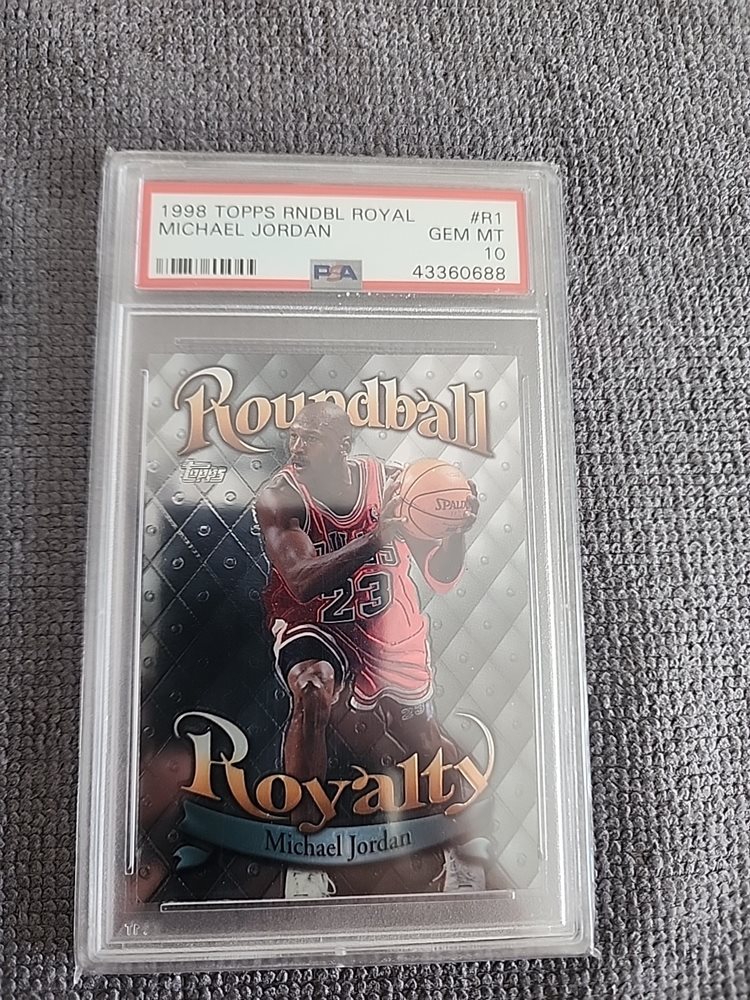 1998 TOPPS RNDBL ROYAL #R1
MICHAEL JORDAN GEM MT
10
PSA 43360688
Roundball
Topps
SPALDING
23
Royalty
Michael Jordan